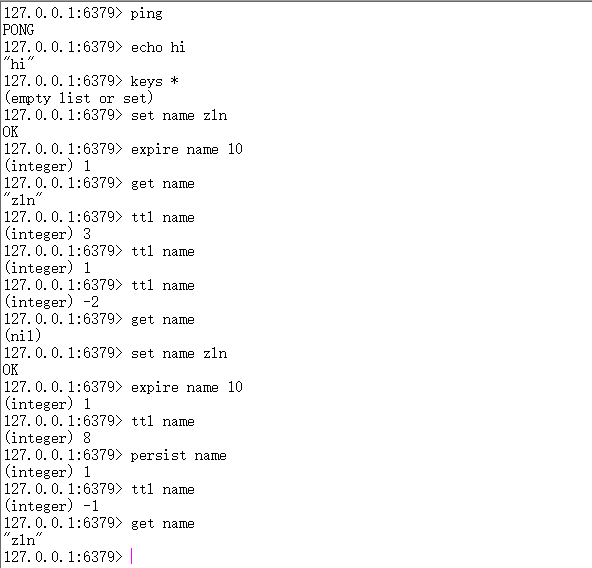 127.0.0.1:6379> ping
PONG
127.0.0.1:6379> echo hi
"hi"
127.0.0.1:6379> keys *
(empty list or set)
127.0.0.1:6379> set name zln
OK
127.0.0.1:6379> expire name 10
(integer) 1
127.0.0.1:6379> get name
"zln"
127.0.0.1:6379> ttl name
(integer) 3
127.0.0.1:6379> ttl name
(integer) 1
127.0.0.1:6379> ttl name
(integer) -2
127.0.0.1:6379> get name
(nil)
127.0.0.1:6379> set name zln
OK
127.0.0.1:6379> expire name 10
(integer) 1
127.0.0.1:6379> ttl name
(integer) 8
127.0.0.1:6379> persist name
(integer) 1
127.0.0.1:6379> ttl name
(integer) -1
127.0.0.1:6379> get name
"zln"
127.0.0.1:6379>